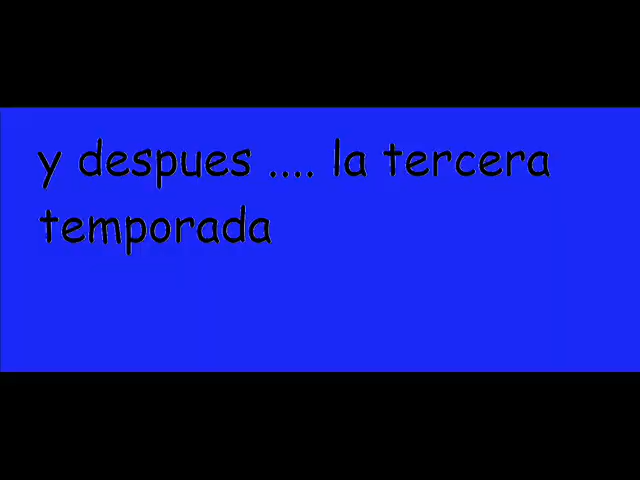 y despues .... la tercera
temporada